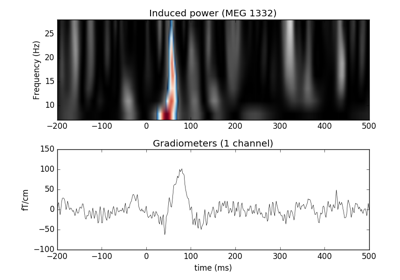 Induced power (MEG 1332)
Frequency (Hz)
25
20
15
10
−200 −100 0 100 200 300 400 500
Gradiometers (1 channel)
fT/cm
150
100
50
0
−50
−100
−200 −100 0 100 200 300 400 500
time (ms)